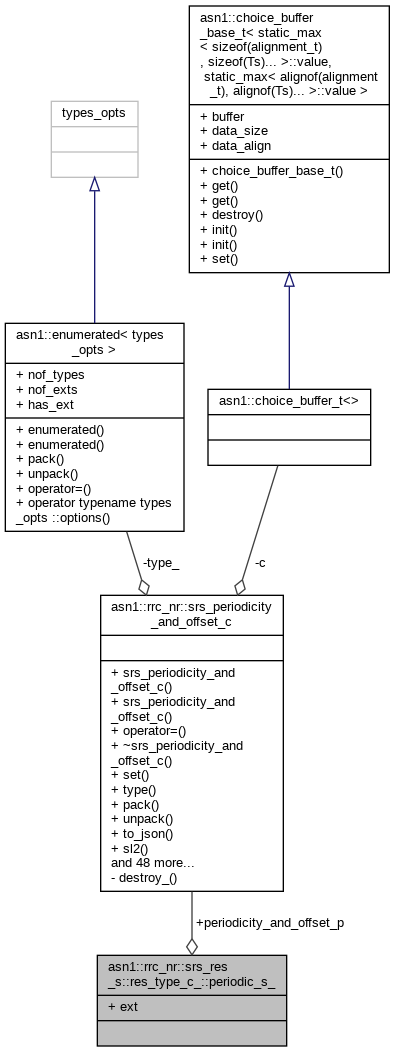 asn1::choice_buffer
_base_t< static_max
< sizeof(alignment_t)
, sizeof(Ts)... >::value,
static_max< alignof(alignment
_t), alignof(Ts)... >::value >
+ buffer
+ data_size
+ data_align
+ choice_buffer_base_t()
+ get()
+ get()
+ destroy()
+ init()
+ init()
+ set()
types_opts
asn1::enumerated< types
_opts >
+ nof_types
+ nof_exts
+ has_ext
+ enumerated()
+ enumerated()
+ pack()
+ unpack()
+ operator=()
+ operator typename types
_opts ::options()
asn1::choice_buffer_t<>
-type_
-c
asn1::rrc_nr::srs_periodicity
_and_offset_c
+ srs_periodicity_and
_offset_c()
+ srs_periodicity_and
_offset_c()
+ operator=()
+ ~srs_periodicity_and
_offset_c()
+ set()
+ type()
+ pack()
+ unpack()
+ to_json()
+ sl2()
and 48 more...
- destroy_()
+periodicity_and_offset_p
asn1::rrc_nr::srs_res
_s::res_type_c_::periodic_s_
+ ext